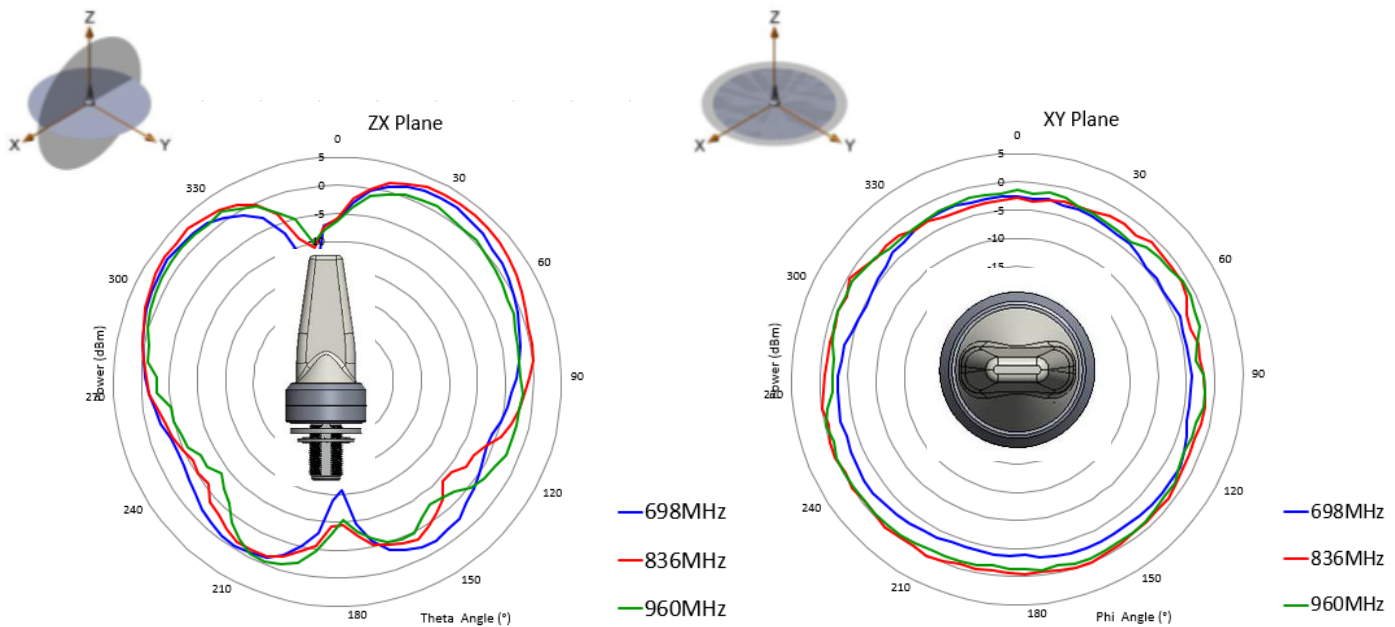 Z
X
Y
ZX Plane
0
5
0
-5
-10
30
60
90
120
150
180
210
240
270
300
330
Power (dBm)
Theta Angle (°)
698MHz
836MHz
960MHz
Z
X
Y
XY Plane
0
5
0
-5
-10
-15
30
60
90
120
150
180
210
240
270
300
330
Power (dBm)
Phi Angle (°)
698MHz
836MHz
960MHz